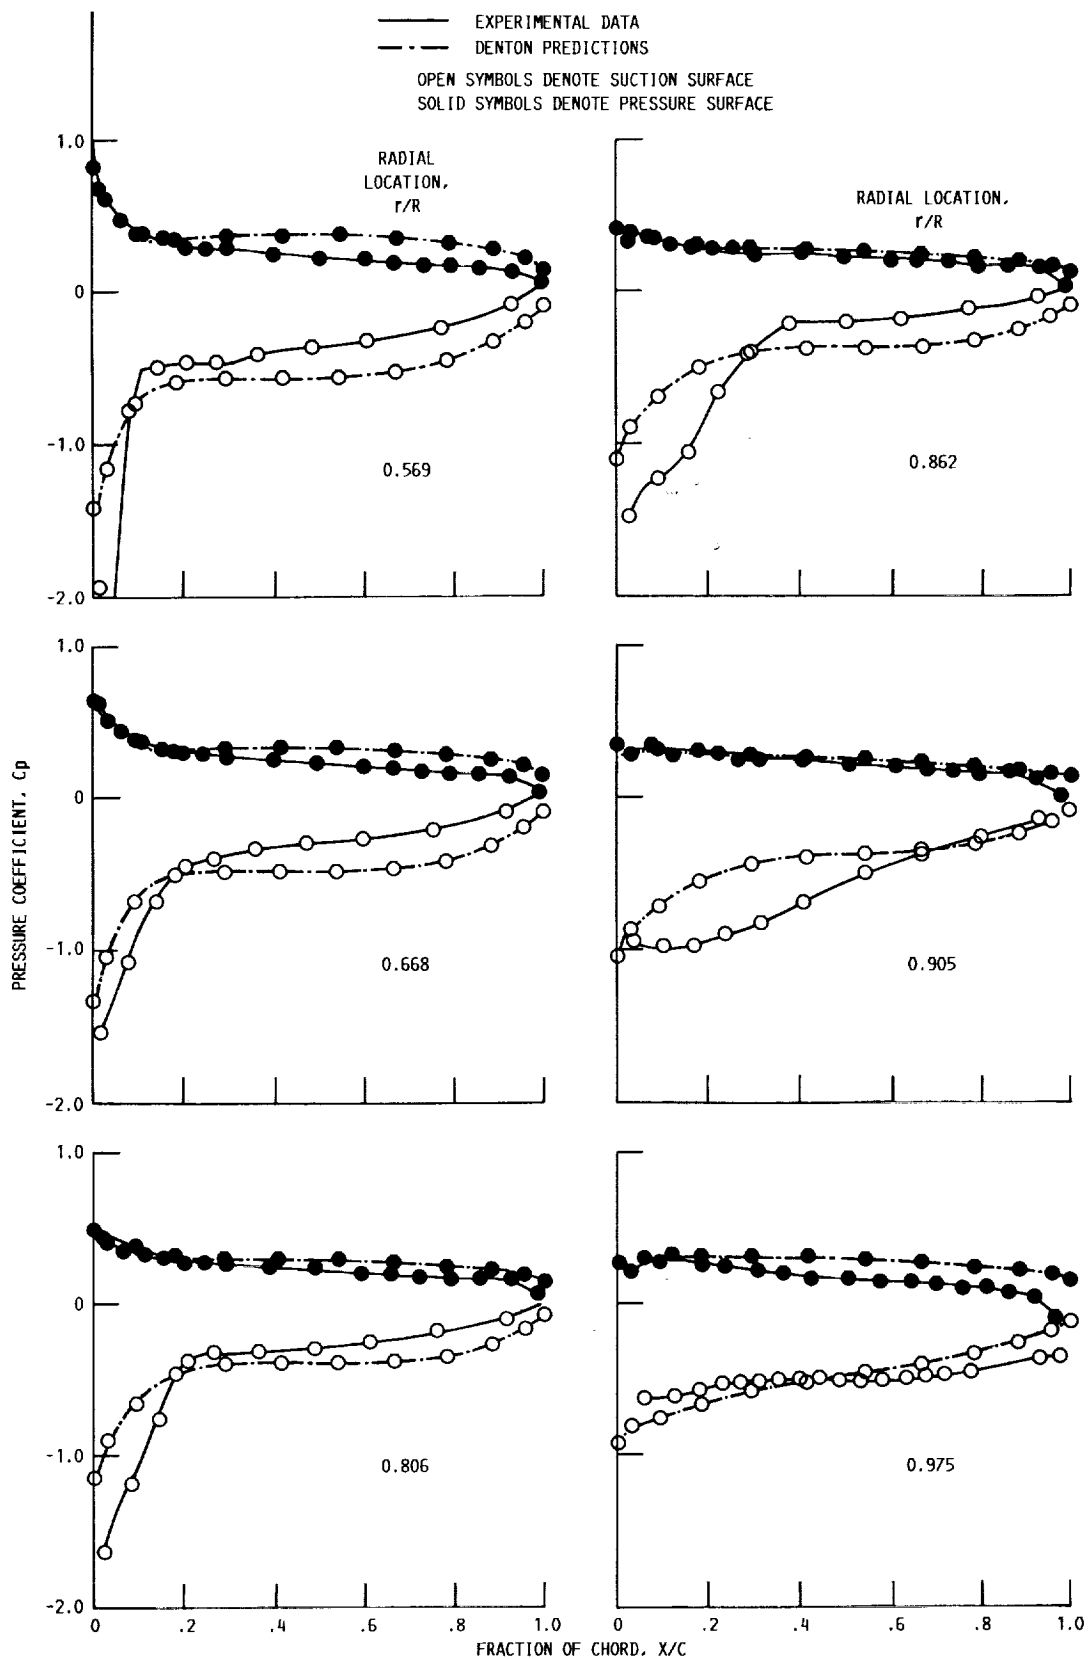 EXPERIMENTAL DATA
DENTON PREDICTIONS
OPEN SYMBOLS DENOTE SUCTION SURFACE
SOLID SYMBOLS DENOTE PRESSURE SURFACE
1.0
RADIAL
LOCATION,
r/R
0
-1.0
0.569
-2.0
RADIAL LOCATION,
r/R
0.862
1.0
0
-1.0
0.668
-2.0
0.905
1.0
0
-1.0
0.806
-2.0
0.975
0 .2 .4 .6 .8 1.0
0 .2 .4 .6 .8 1.0
PRESSURE COEFFICIENT, Cp
FRACTION OF CHORD, X/C